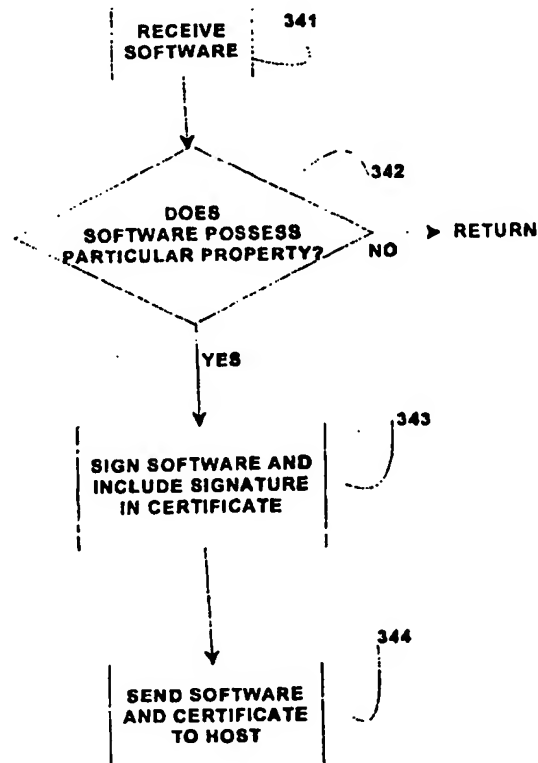 RECEIVE
SOFTWARE
341
342
DOES
SOFTWARE POSSESS
PARTICULAR PROPERTY?
NO
RETURN
YES
343
SIGN SOFTWARE AND
INCLUDE SIGNATURE
IN CERTIFICATE
344
SEND SOFTWARE
AND CERTIFICATE
TO HOST